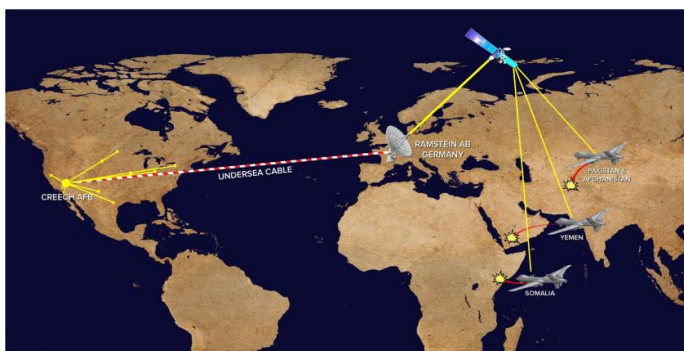 RAMSTEIN AB
GERMANY
UNDERSEA CABLE
CREECH AFB
PAKISTAN &
AFGHANISTAN
YEMEN
SOMALIA